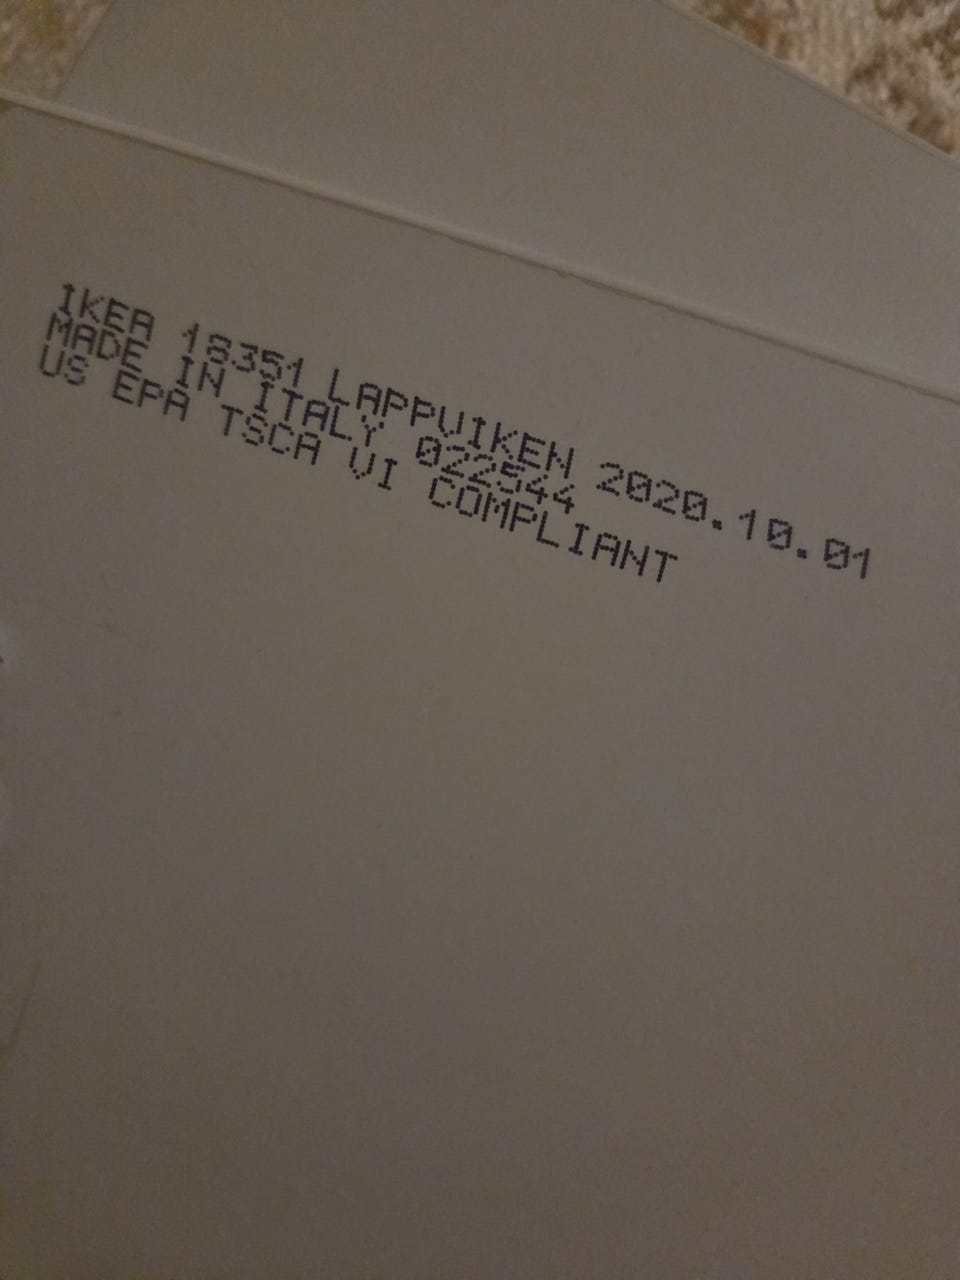 IKEA 18351 LAPPVIKEN 2020.10.01
MADE IN ITALY 022544
US EPA TSCA VI COMPLIANT